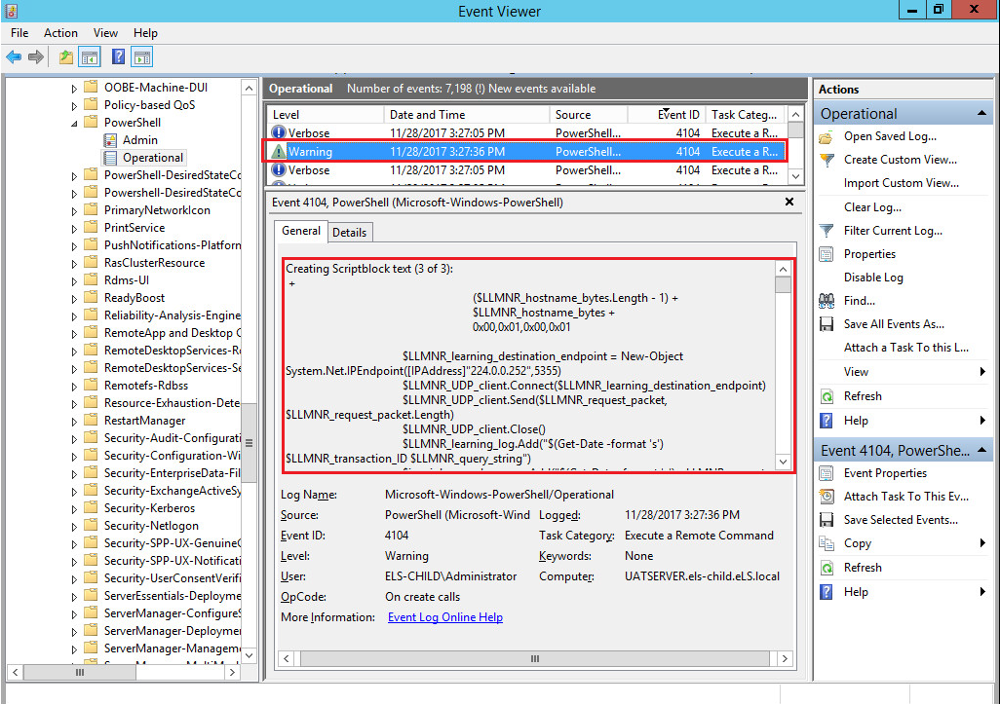 Event Viewer
File Action View Help
OOBE-Machine-DUI
Policy-based QoS
PowerShell
Admin
Operational
PowerShell-DesiredStateCo
Powershell-DesiredStateCo
PrimaryNetworkIcon
PrintService
PushNotifications-Platform
RasClusterResource
Rdms-UI
ReadyBoost
Reliability-Analysis-Engine
RemoteApp and Desktop C
RemoteDesktopServices-Re
RemoteDesktopServices-Se
Remotefs-Rdbss
Resource-Exhaustion-Dete
RestartManager
Security-Audit-Configurati
Security-Configuration-Wi
Security-EnterpriseData-Fil
Security-ExchangeActiveSy
Security-Kerberos
Security-Netlogon
Security-SPP-UX-GenuineC
Security-SPP-UX-Notificati
Security-UserConsentVerifi
ServerEssentials-Deployme
ServerManager-ConfigureS
ServerManager-Deploymer
ServerManager-Manageme
Operational Number of events: 7,198 (!) New events available
Level Date and Time Source Event ID Task Categ...
Verbose 11/28/2017 3:27:05 PM PowerShell... 4104 Execute a R...
Warning 11/28/2017 3:27:36 PM PowerShell... 4104 Execute a R...
Verbose 11/28/2017 3:27:05 PM PowerShell... 4104 Execute a R...
Event 4104, PowerShell (Microsoft-Windows-PowerShell)
General Details
Creating Scriptblock text (3 of 3):
+
($LLMNR_hostname_bytes.Length - 1) +
$LLMNR_hostname_bytes +
0x00,0x01,0x00,0x01
$LLMNR_learning_destination_endpoint = New-Object
System.Net.IPEndpoint([IPAddress]"224.0.0.252",5355)
$LLMNR_UDP_client.Connect($LLMNR_learning_destination_endpoint)
$LLMNR_UDP_client.Send($LLMNR_request_packet,
$LLMNR_request_packet.Length)
$LLMNR_UDP_client.Close()
$LLMNR_learning_log.Add("$(Get-Date -format 's')
$LLMNR_transaction_ID $LLMNR_query_string")
Log Name: Microsoft-Windows-PowerShell/Operational
Source: PowerShell (Microsoft-Wind Logged: 11/28/2017 3:27:36 PM
Event ID: 4104 Task Category: Execute a Remote Command
Level: Warning Keywords: None
User: ELS-CHILD\Administrator Computer: UATSERVER.els-child.eLS.local
OpCode: On create calls
More Information: Event Log Online Help
Actions
Operational
Open Saved Log...
Create Custom View...
Import Custom View...
Clear Log...
Filter Current Log...
Properties
Disable Log
Find...
Save All Events As...
Attach a Task To this L...
View
Refresh
Help
Event 4104, PowerShe...
Event Properties
Attach Task To This Ev...
Save Selected Events...
Copy
Refresh
Help